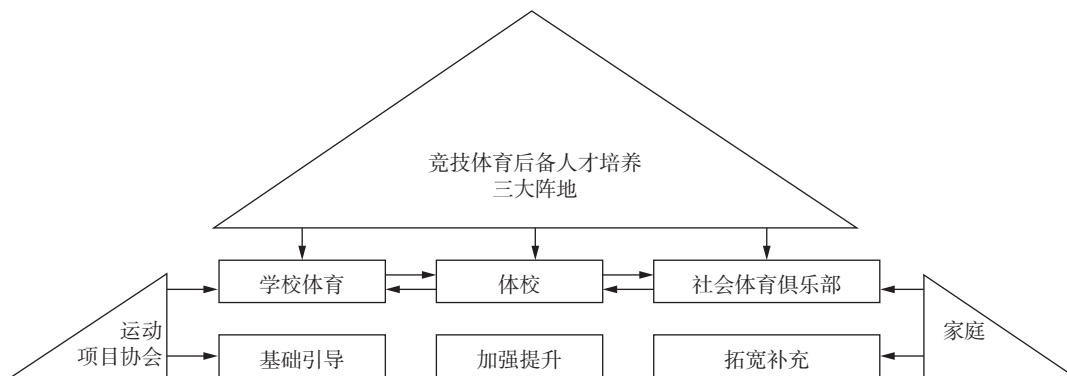 竞技体育后备人才培养
三大阵地
学校体育
体校
社会体育俱乐部
运动
项目协会
家庭
基础引导
加强提升
拓宽补充